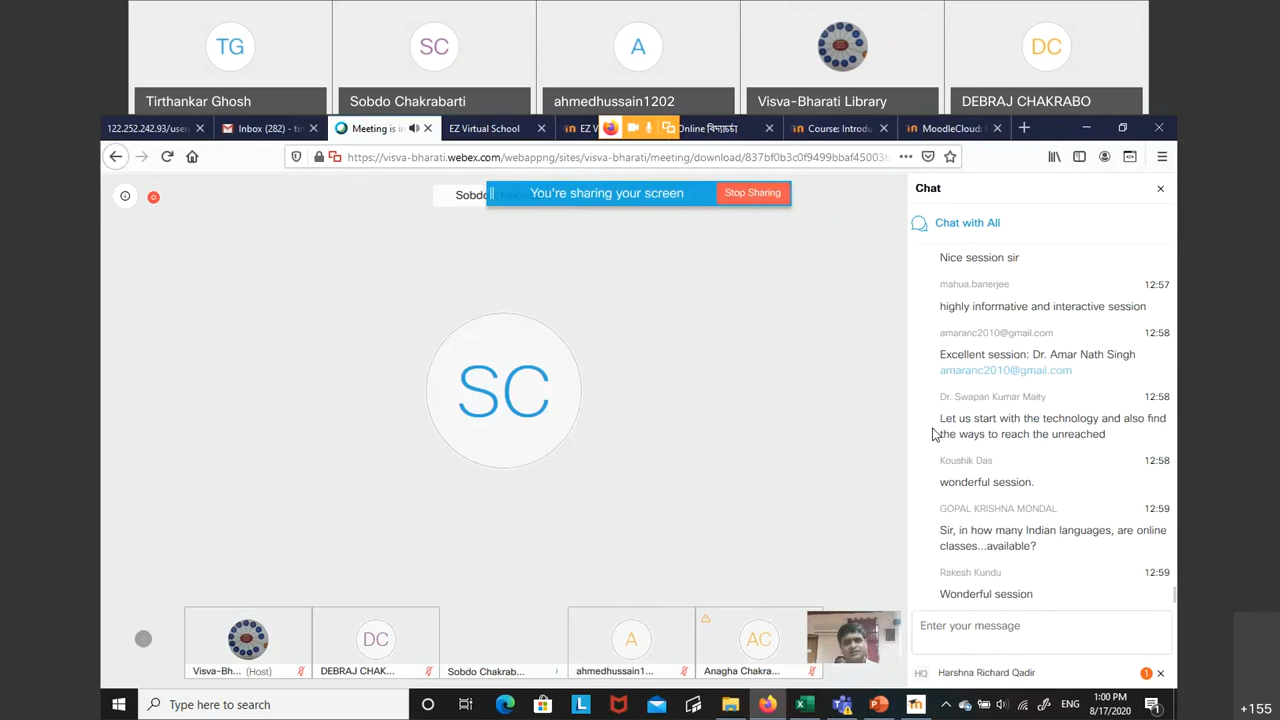 TG
SC
A
DC
Tirthankar Ghosh
Sobdo Chakrabarti
ahmedhussain1202
Visva-Bharati Library
DEBRAJ CHAKRABO
122.252.242.93/user
Inbox (282) - ti
Meeting is in
EZ Virtual School
EZ V
Online বিদ্যাচর্চা
Course: Introdu
MoodleCloud:
https://visva-bharati.webex.com/webappng/sites/visva-bharati/meeting/download/837bf0b3c0f9499bbaf45003b
Sobdo
You're sharing your screen
Stop Sharing
Chat
Chat with All
Nice session sir
mahua.banerjee 12:57
highly informative and interactive session
amaranc2010@gmail.com 12:58
Excellent session: Dr. Amar Nath Singh
amaranc2010@gmail.com
Dr. Swapan Kumar Maity 12:58
Let us start with the technology and also find
the ways to reach the unreached
Koushik Das 12:58
wonderful session.
GOPAL KRISHNA MONDAL 12:59
Sir, in how many Indian languages, are online
classes...available?
Rakesh Kundu 12:59
Wonderful session
SC
Enter your message
DC
A
AC
Visva-Bh... (Host)
DEBRAJ CHAK...
Sobdo Chakrab...
ahmedhussain1...
Anagha Chakra...
HQ Harshna Richard Qadir 1
Type here to search
ENG
1:00 PM
8/17/2020
+155